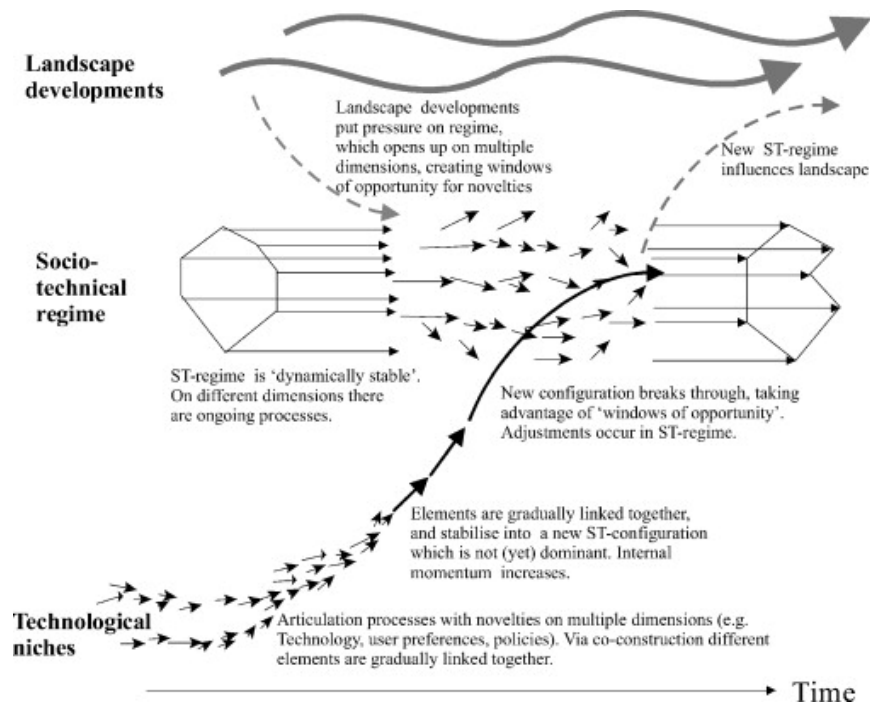 Landscape
developments
Landscape developments
put pressure on regime,
which opens up on multiple
dimensions, creating windows
of opportunity for novelties
New ST-regime
influences landscape
Socio-
technical
regime
ST-regime is ‘dynamically stable’.
On different dimensions there
are ongoing processes.
New configuration breaks through, taking
advantage of ‘windows of opportunity’.
Adjustments occur in ST-regime.
Elements are gradually linked together,
and stabilise into a new ST-configuration
which is not (yet) dominant. Internal
momentum increases.
Technological
niches
Articulation processes with novelties on multiple dimensions (e.g.
Technology, user preferences, policies). Via co-construction different
elements are gradually linked together.
Time